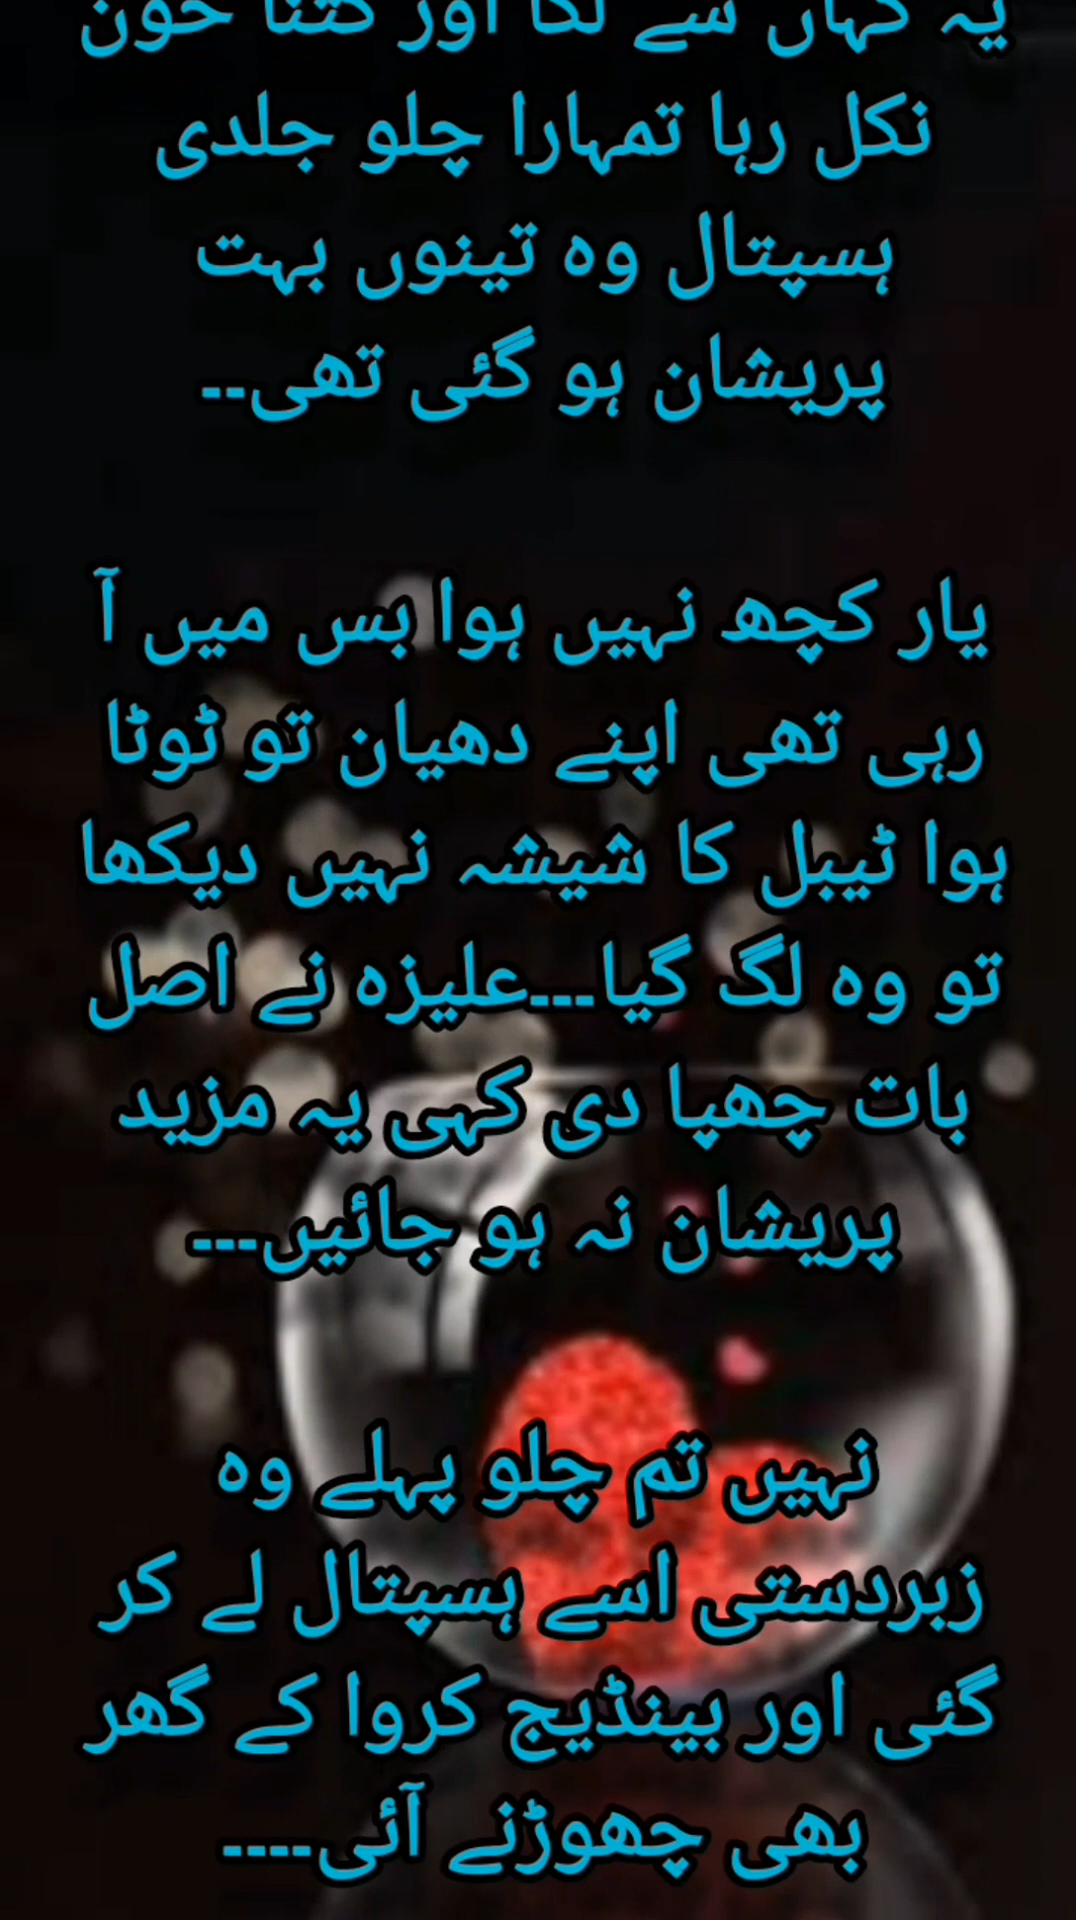 یہ کہاں سے لگا اور کتنا خون
نکل رہا تمہارا چلو جلدی
ہسپتال وہ تینوں بہت
پریشان ہو گئی تھی--
یار کچھ نہیں ہوا بس میں آ
رہی تھی اپنے دھیان تو ٹوٹا
ہوا ٹیبل کا شیشہ نہیں دیکھا
تو وہ لگ گیا---علیزہ نے اصل
بات چھپا دی کہی یہ مزید
پریشان نہ ہو جائیں---
نہیں تم چلو پہلے وہ
زبردستی اسے ہسپتال لے کر
گئی اور بینڈیج کروا کے گھر
بھی چھوڑنے آئی----